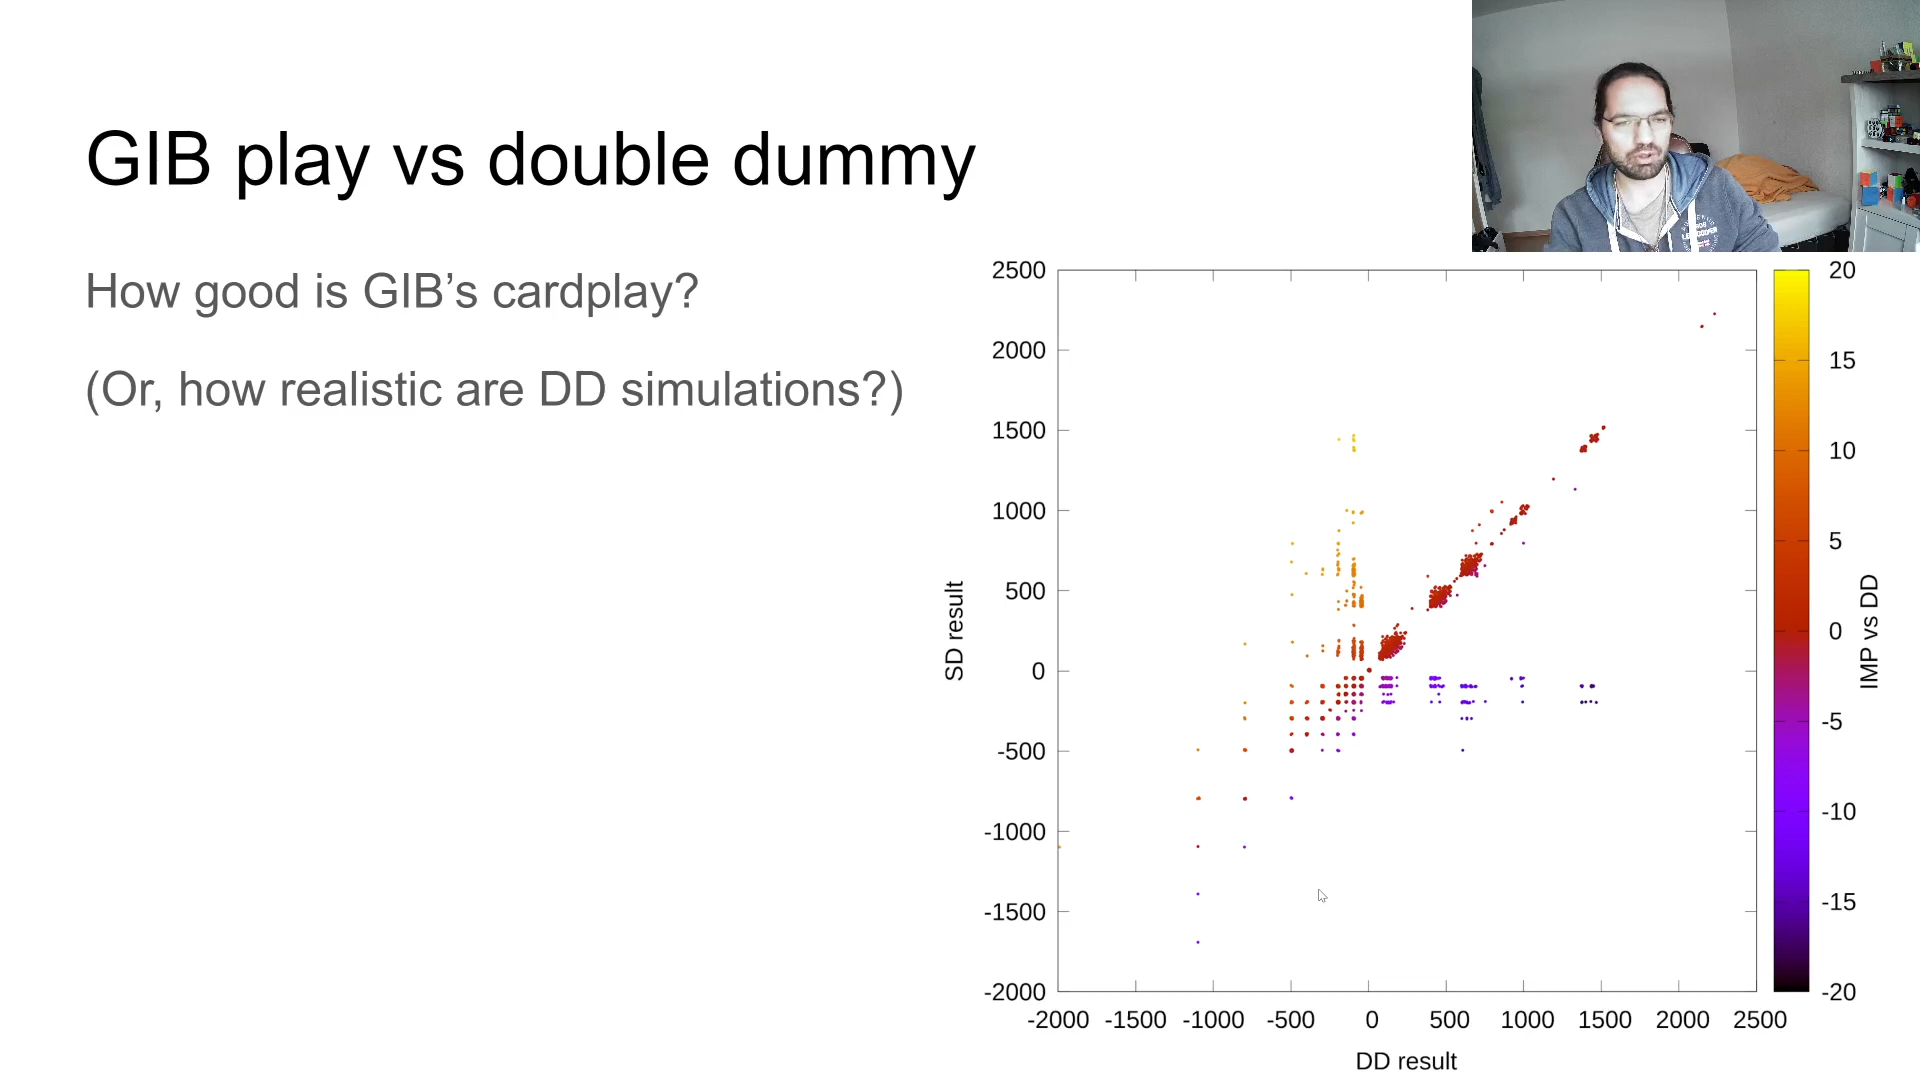 GIB play vs double dummy
How good is GIB’s cardplay?
(Or, how realistic are DD simulations?)
2500
2000
1500
1000
500
0
-500
-1000
-1500
-2000
SD result
-2000 -1500 -1000 -500 0 500 1000 1500 2000 2500
DD result
20
15
10
5
0
-5
-10
-15
-20
IMP vs DD